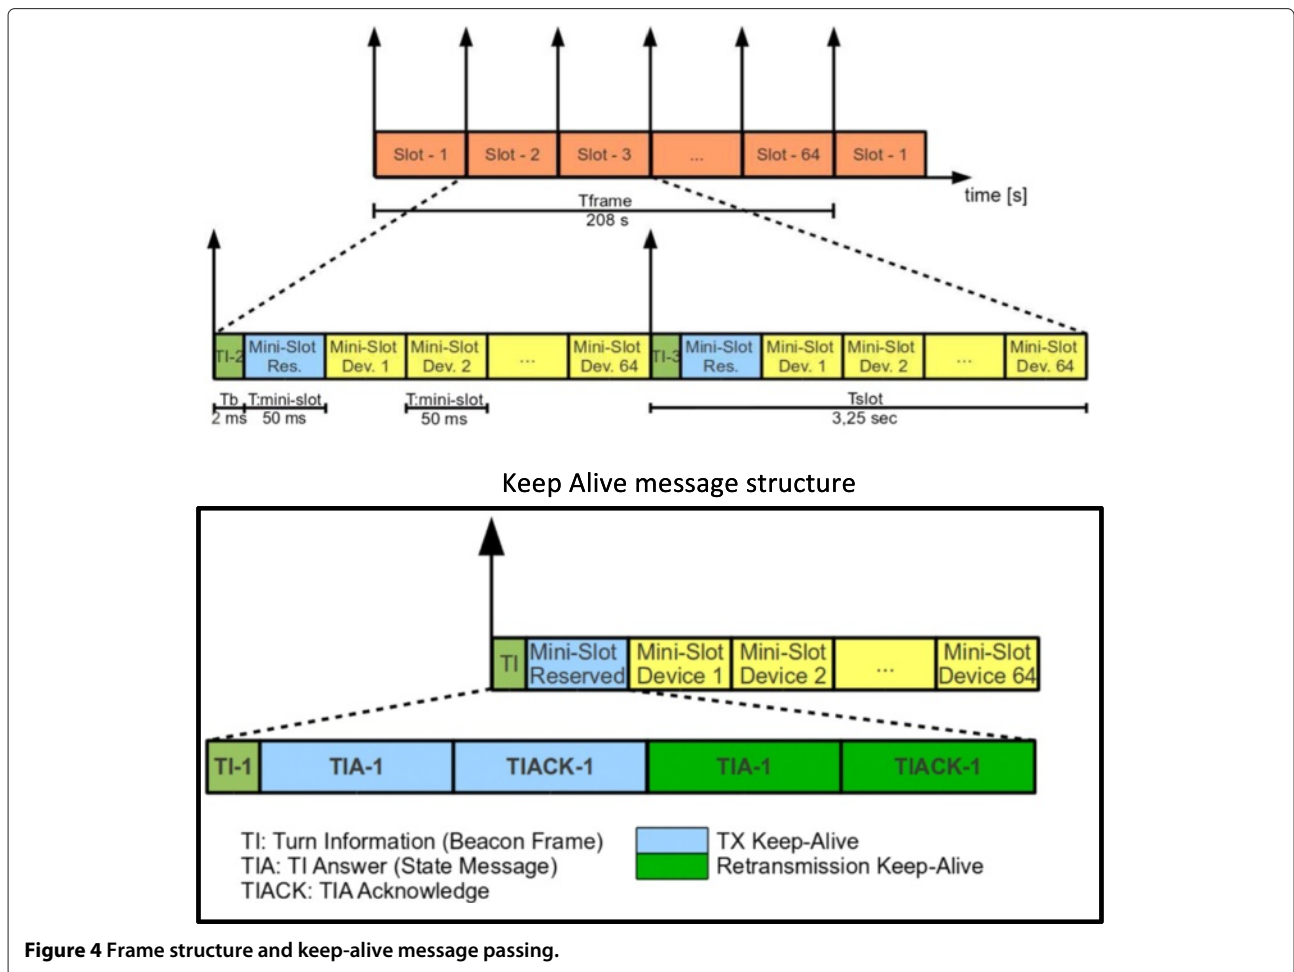 Slot - 1 Slot - 2 Slot - 3 ... Slot - 64 Slot - 1
time [s]
Tframe
208 s
TI-2 Mini-Slot Res. Mini-Slot Dev. 1 Mini-Slot Dev. 2 ... Mini-Slot Dev. 64 TI-3 Mini-Slot Res. Mini-Slot Dev. 1 Mini-Slot Dev. 2 ... Mini-Slot Dev. 64
Tb T:mini-slot T:mini-slot Tslot
2 ms 50 ms 50 ms 3,25 sec
Keep Alive message structure
TI Mini-Slot Reserved Mini-Slot Device 1 Mini-Slot Device 2 ... Mini-Slot Device 64
TI-1 TIA-1 TIACK-1 TIA-1 TIACK-1
TI: Turn Information (Beacon Frame) TX Keep-Alive
TIA: TI Answer (State Message) Retransmission Keep-Alive
TIACK: TIA Acknowledge
Figure 4 Frame structure and keep-alive message passing.